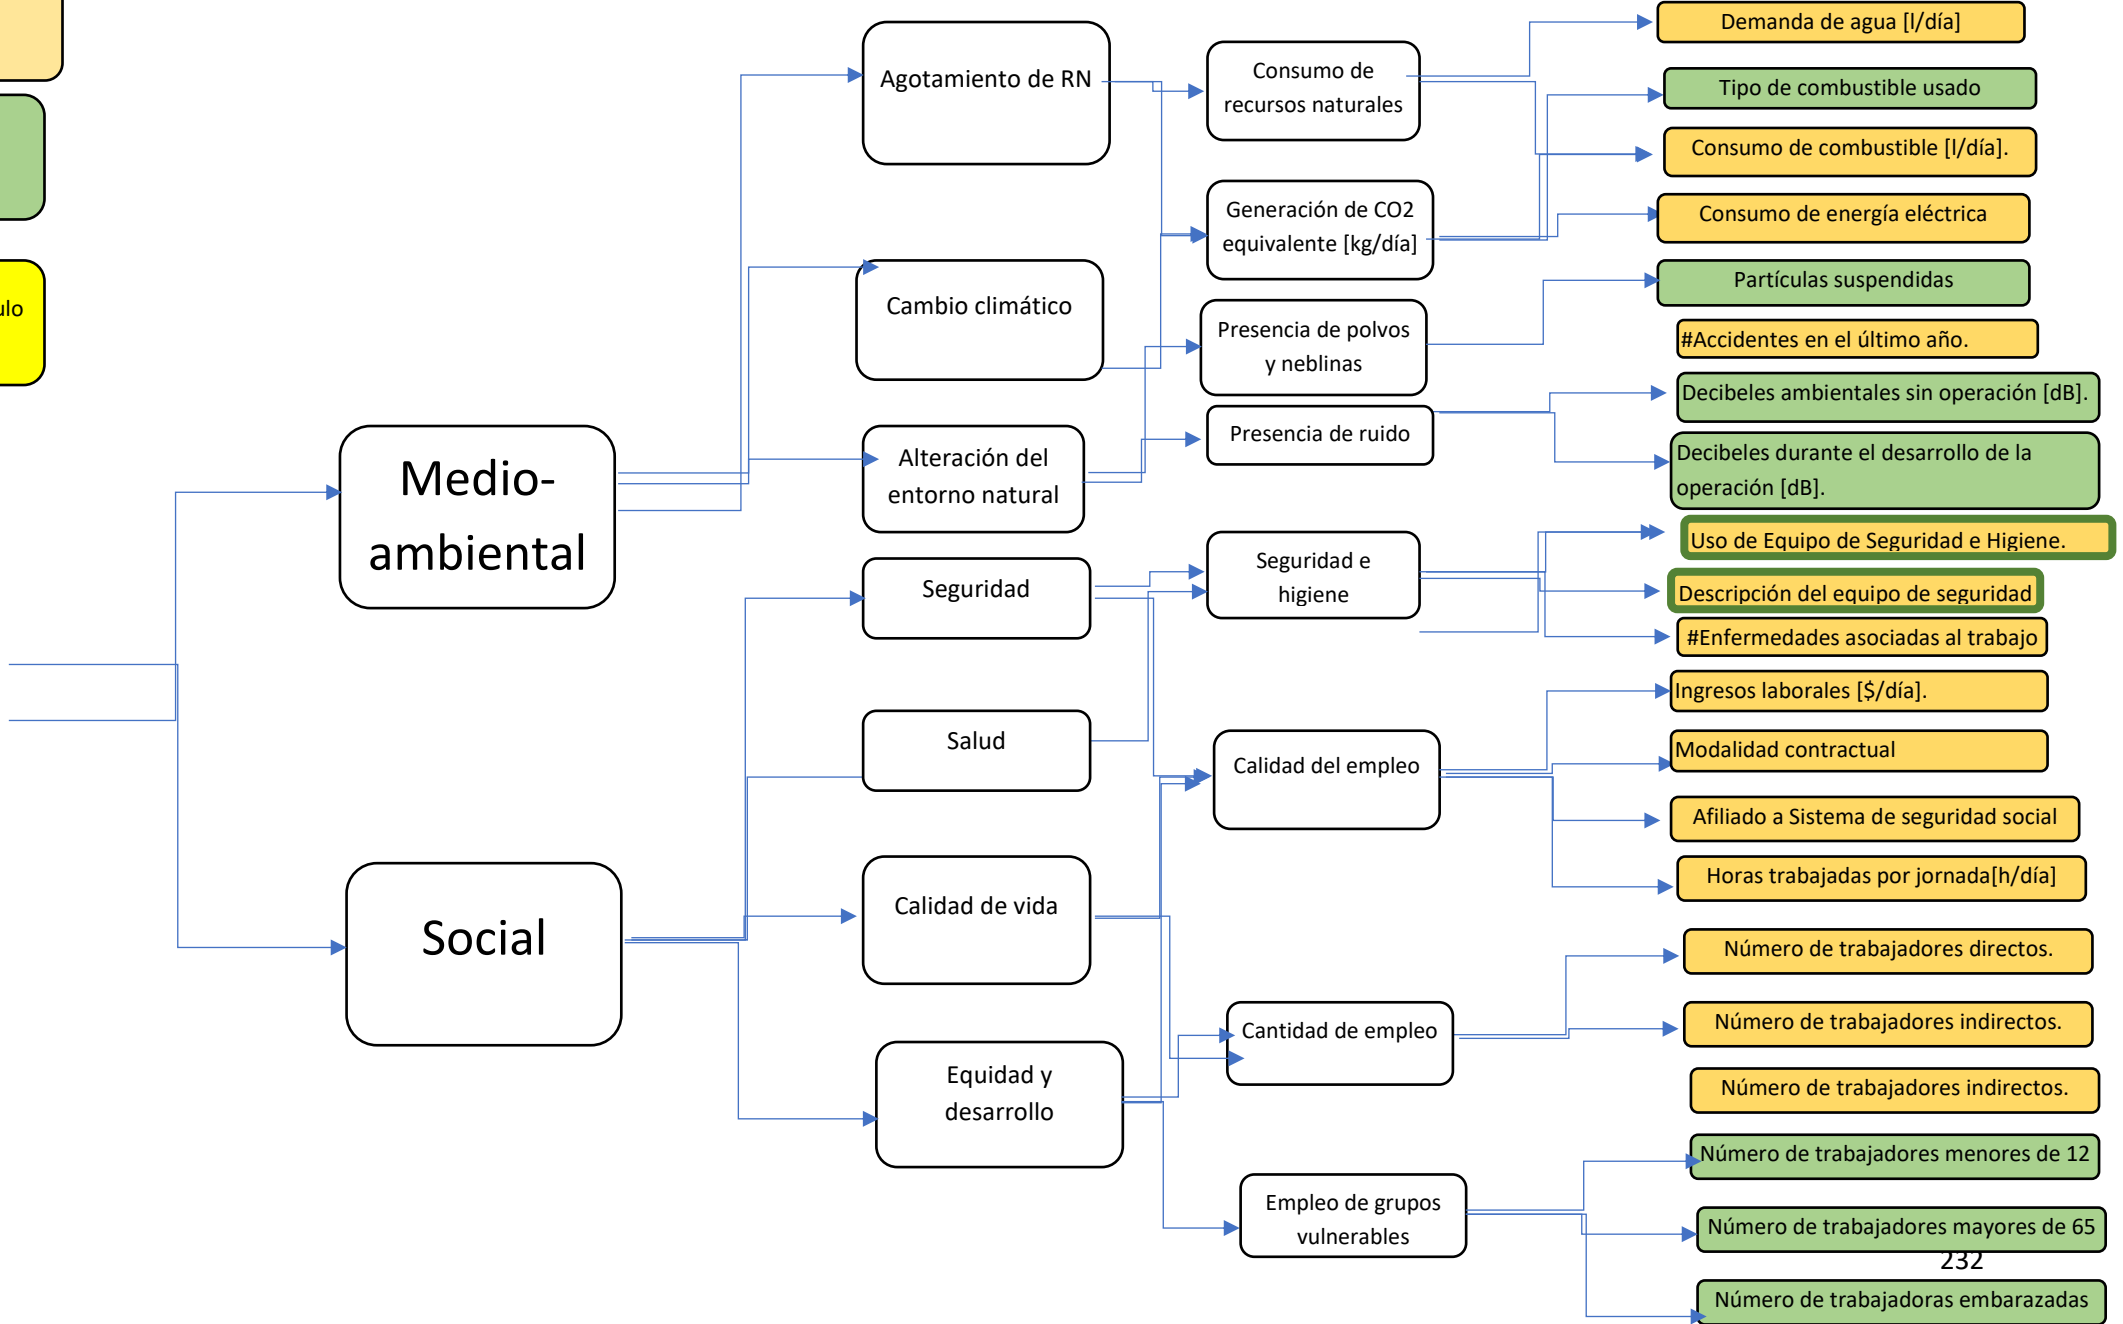 ulo
Medio-
ambiental
Social
Agotamiento de RN
Cambio climático
Alteración del
entorno natural
Seguridad
Salud
Calidad de vida
Equidad y
desarrollo
Consumo de
recursos naturales
Generación de CO2
equivalente [kg/día]
Presencia de polvos
y neblinas
Presencia de ruido
Seguridad e
higiene
Calidad del empleo
Cantidad de empleo
Empleo de grupos
vulnerables
Demanda de agua [l/día]
Tipo de combustible usado
Consumo de combustible [l/día].
Consumo de energía eléctrica
Partículas suspendidas
#Accidentes en el último año.
Decibeles ambientales sin operación [dB].
Decibeles durante el desarrollo de la
operación [dB].
Uso de Equipo de Seguridad e Higiene.
Descripción del equipo de seguridad
#Enfermedades asociadas al trabajo
Ingresos laborales [$/día].
Modalidad contractual
Afiliado a Sistema de seguridad social
Horas trabajadas por jornada[h/día]
Número de trabajadores directos.
Número de trabajadores indirectos.
Número de trabajadores indirectos.
Número de trabajadores menores de 12
Número de trabajadores mayores de 65
232
Número de trabajadoras embarazadas